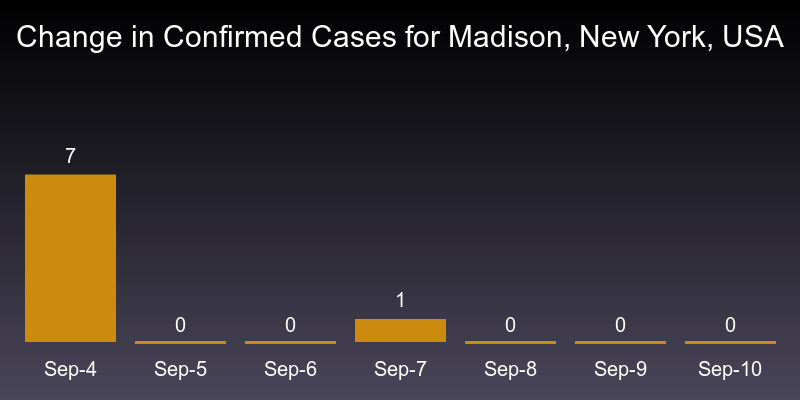 Change in Confirmed Cases for Madison, New York, USA
7
0
0
1
0
0
0
Sep-4
Sep-5
Sep-6
Sep-7
Sep-8
Sep-9
Sep-10